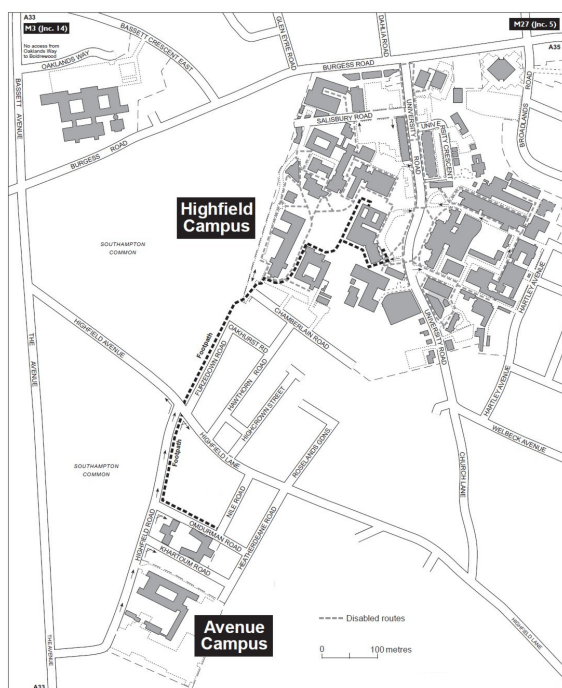 A33
M3 (Jnc. 14)
No access from
Oaklands Way
to Boldrewood
OAKLANDS WAY
BASSETT CRESCENT EAST
GLEN EYRE ROAD
DAHLIA ROAD
M27 (Jnc. 5)
A35
BURGESS ROAD
BASSETT AVENUE
BURGESS ROAD
SALISBURY ROAD
UNIVERSITY ROAD
UNIVERSITY CRESCENT
BROADLANDS ROAD
Highfield
Campus
SOUTHAMPTON
COMMON
HARTLEY AVENUE
THE AVENUE
HIGHFIELD AVENUE
Footpath
FURZEDOWN ROAD
OAKHURST RD
CHAMBERLAIN ROAD
UNIVERSITY ROAD
HAWTHORN ROAD
HIGHCROWN STREET
HARTLEY AVENUE
WELBECK AVENUE
SOUTHAMPTON
COMMON
Footpath
HIGHFIELD LANE
ROSELANDS GDNS
CHURCH LANE
NILE ROAD
OMDURMAN ROAD
HIGHFIELD ROAD
KHARTOUM ROAD
HEATHERDEANE ROAD
Avenue
Campus
Disabled routes
0 100 metres
HIGHFIELD LANE
THE AVENUE
A33